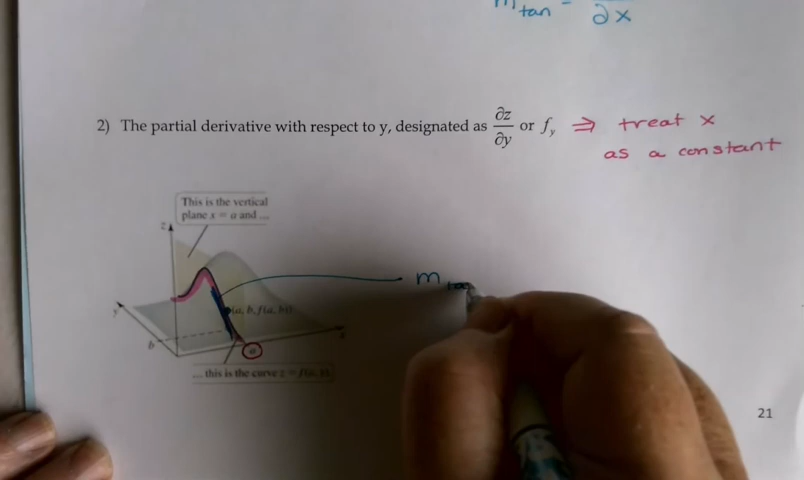 m tan = ∂x
2) The partial derivative with respect to y, designated as ∂z/∂y or f_y ⇒ treat x
as a constant
This is the vertical
plane x = a and ...
z
m tan
(a, b, f(a, b))
y
x
b
a
... this is the curve z = f(a, y).
21